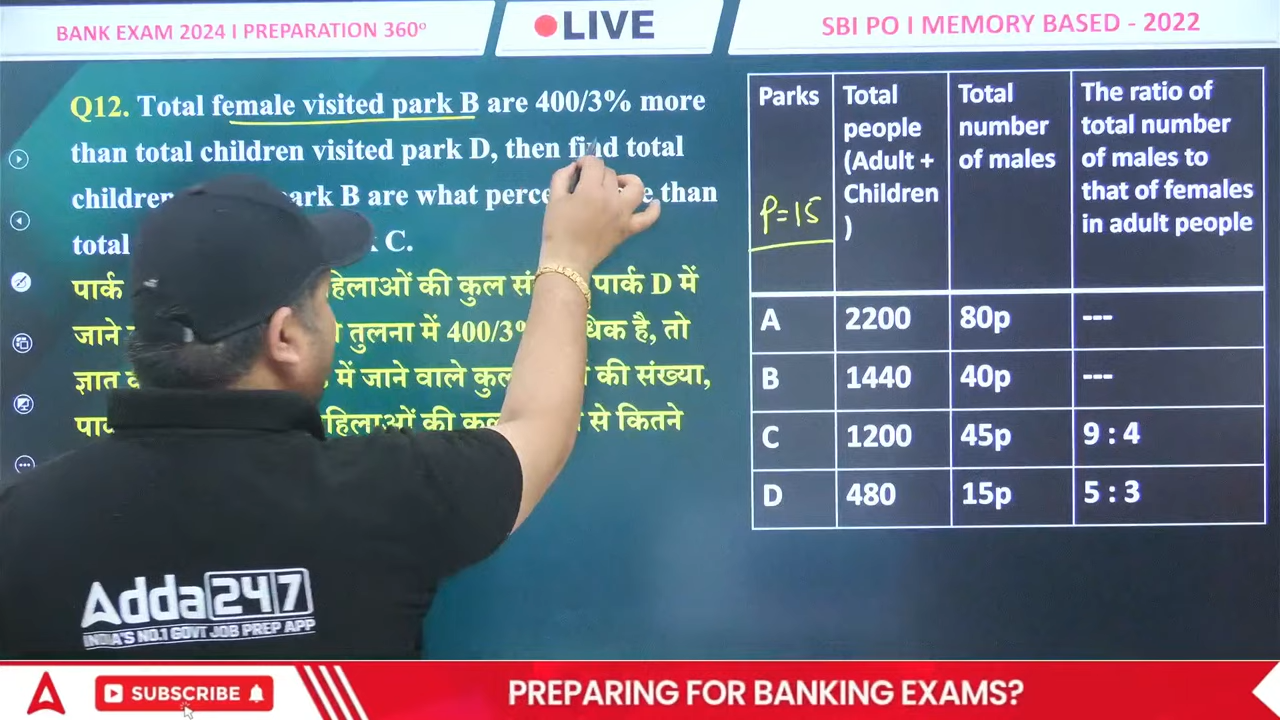 BANK EXAM 2024 I PREPARATION 360°
LIVE
SBI PO I MEMORY BASED - 2022
Q12. Total female visited park B are 400/3% more
than total children visited park D, then find total
children ark B are what than
total C.
पार्क की कुल पार्क D में
जाने तुलना में 400/3% है, तो
ज्ञात में जाने वाले की संख्या,
की से कितने
Parks
Total people (Adult + Children )
Total number of males
The ratio of total number of males to that of females in adult people
P=15
A 2200 80p ---
B 1440 40p ---
C 1200 45p 9 : 4
D 480 15p 5 : 3
Adda247
INDIA'S NO.1 GOVT JOB PREP APP
SUBSCRIBE
PREPARING FOR BANKING EXAMS?